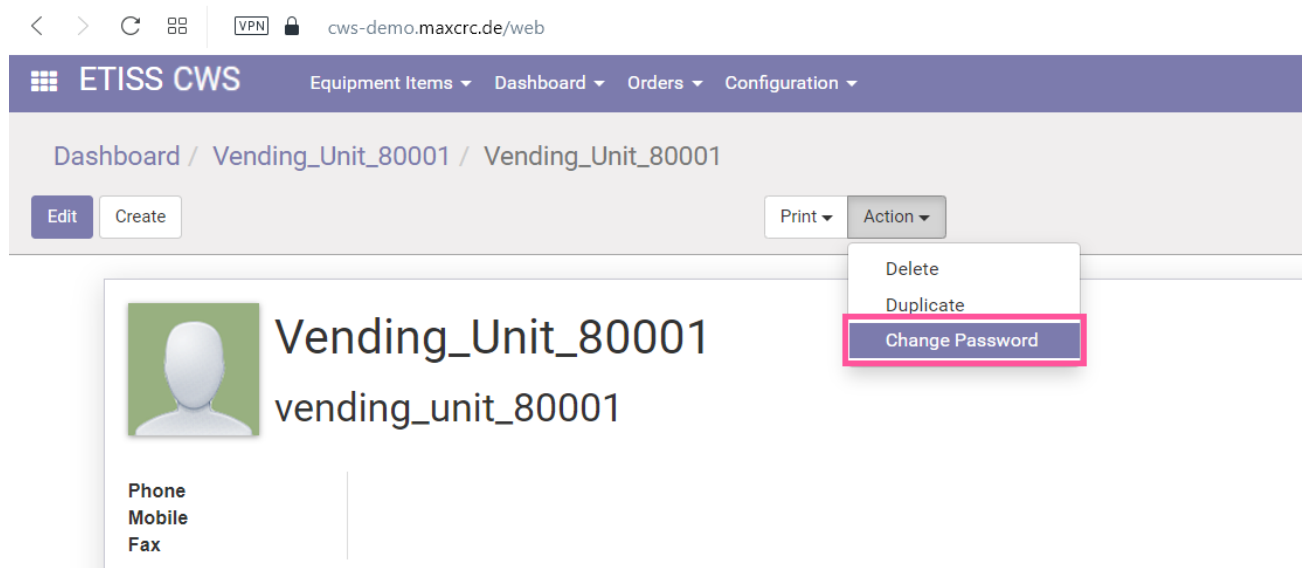 VPN cws-demo.maxcrc.de/web
ETISS CWS Equipment Items Dashboard Orders Configuration
Dashboard / Vending_Unit_80001 / Vending_Unit_80001
Edit Create Print Action
Delete
Duplicate
Change Password
Vending_Unit_80001
vending_unit_80001
Phone
Mobile
Fax